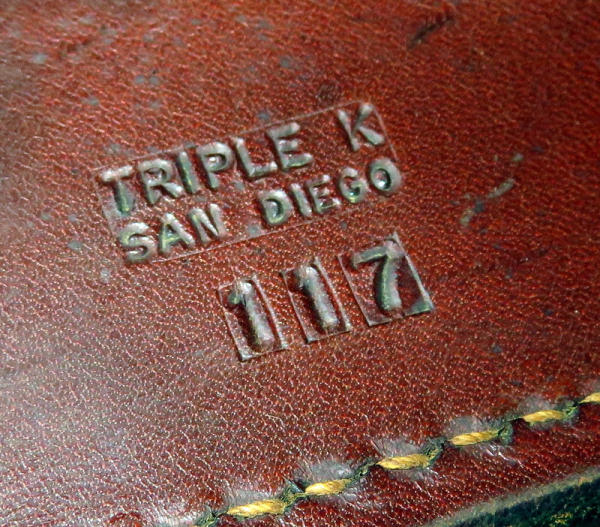 TRIPLE K
SAN DIEGO
117